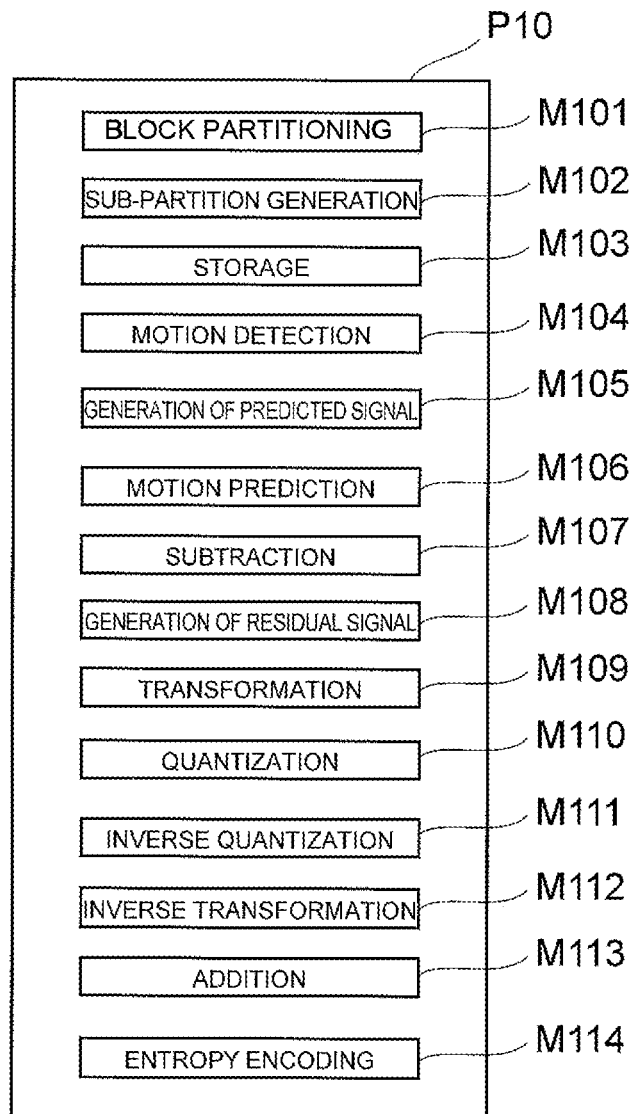 P10
BLOCK PARTITIONING M101
SUB-PARTITION GENERATION M102
STORAGE M103
MOTION DETECTION M104
GENERATION OF PREDICTED SIGNAL M105
MOTION PREDICTION M106
SUBTRACTION M107
GENERATION OF RESIDUAL SIGNAL M108
TRANSFORMATION M109
QUANTIZATION M110
INVERSE QUANTIZATION M111
INVERSE TRANSFORMATION M112
ADDITION M113
ENTROPY ENCODING M114